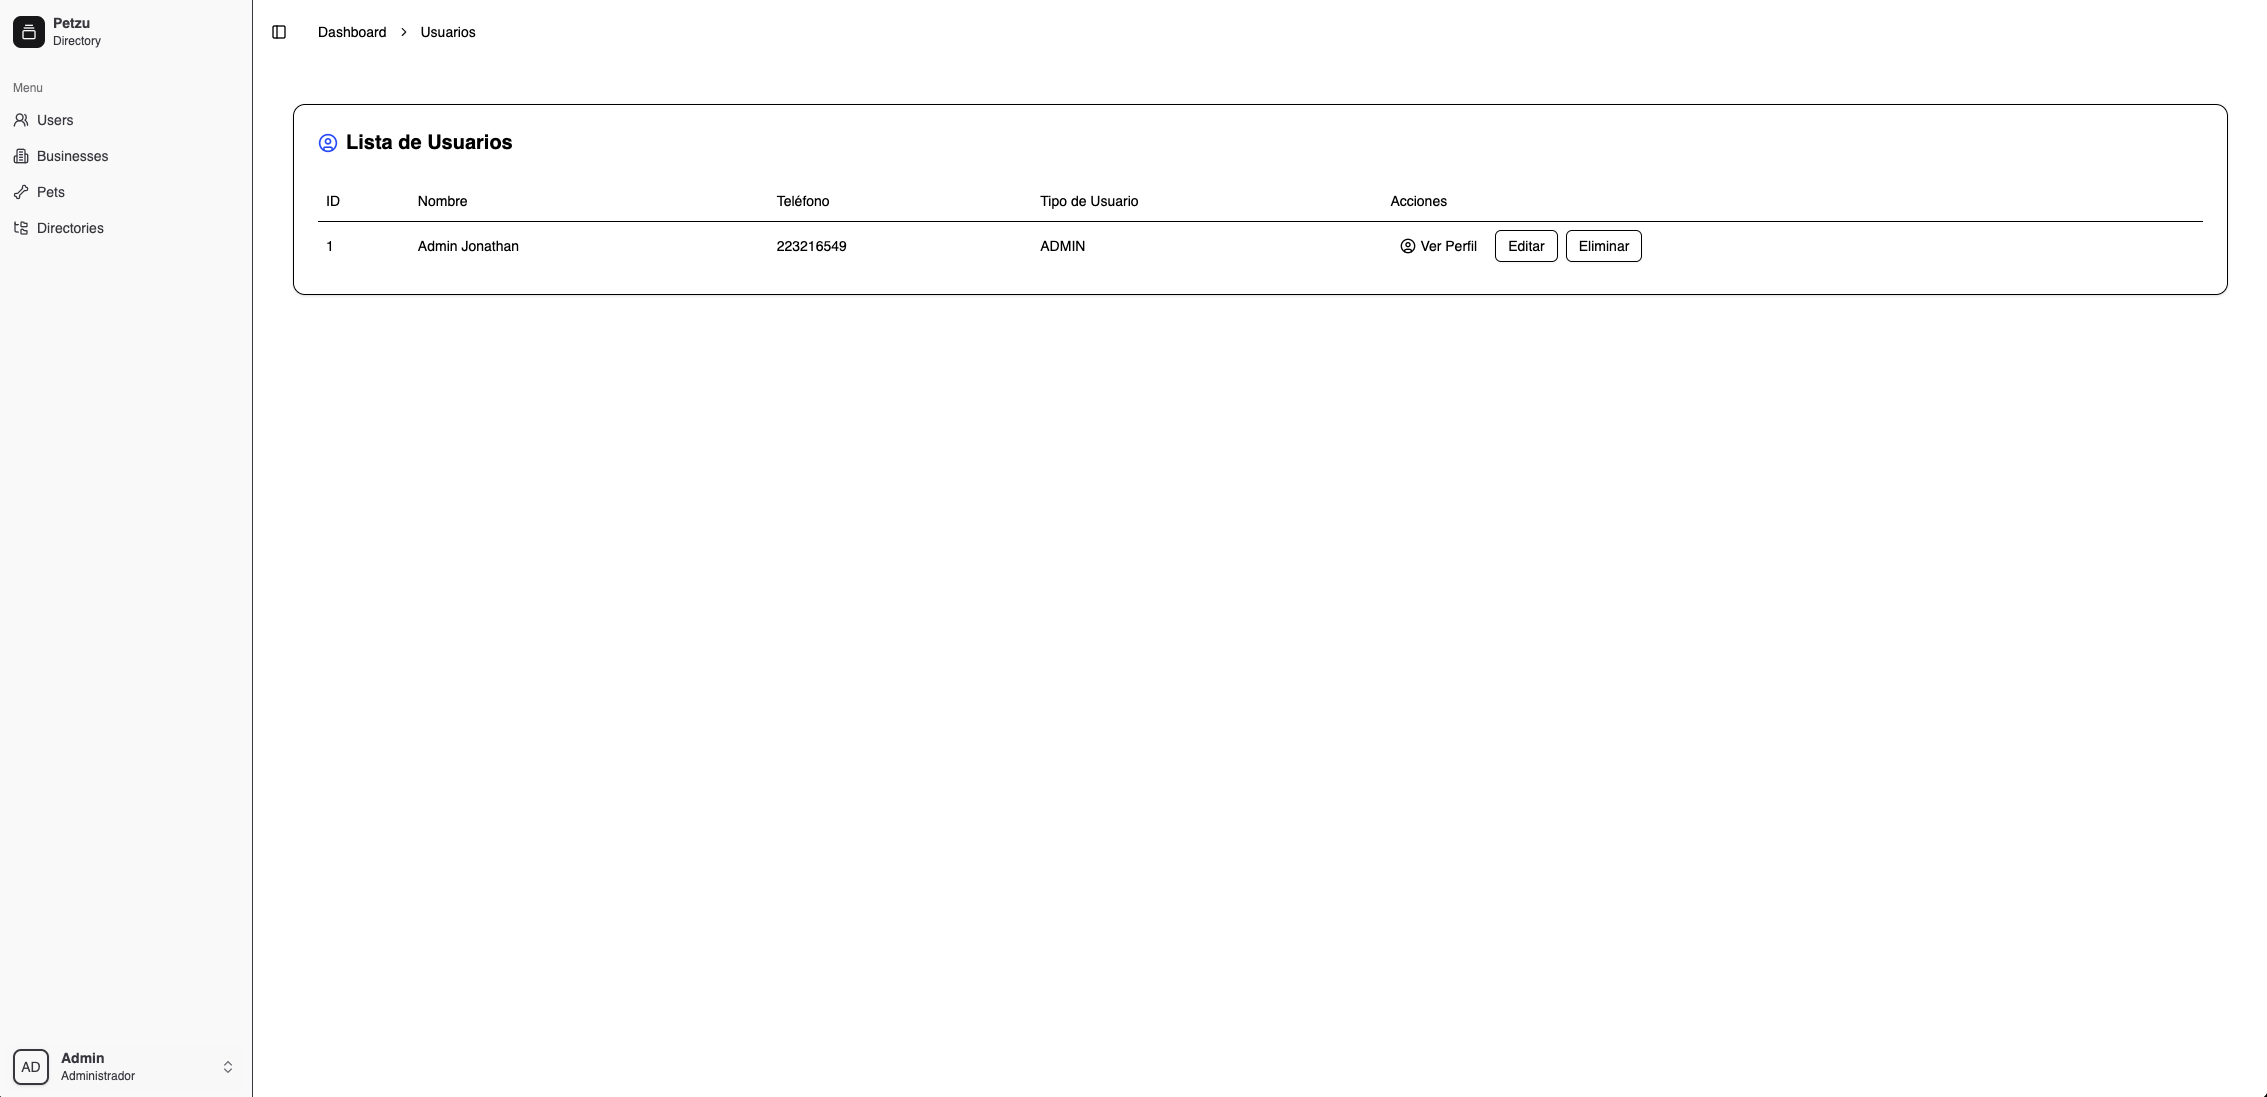 Petzu
Directory
Menu
Users
Businesses
Pets
Directories
Admin
AD
Administrador
Dashboard > Usuarios
Lista de Usuarios
ID Nombre Teléfono Tipo de Usuario Acciones
1 Admin Jonathan 223216549 ADMIN Ver Perfil Editar Eliminar